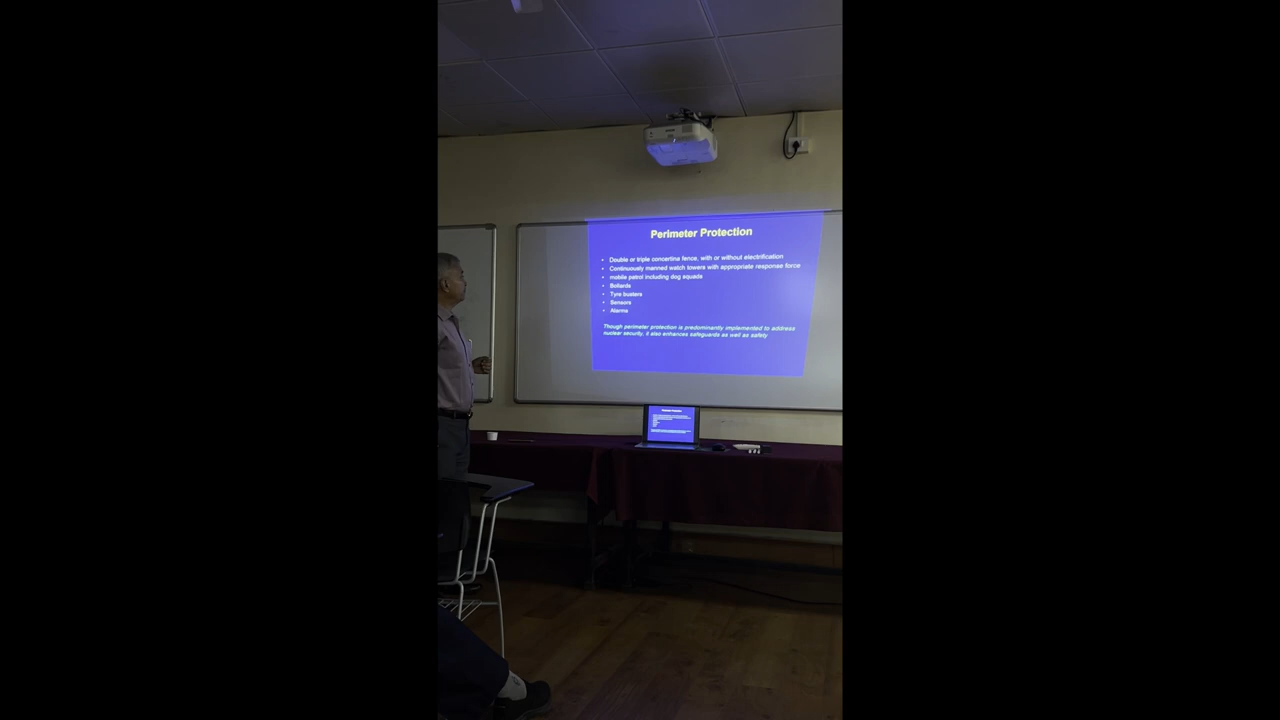 Perimeter Protection
• Double or triple concertina fence, with or without electrification
• Continuously manned watch towers with appropriate response force
• mobile patrol including dog squads
• Bollards
• Tyre busters
• Sensors
• Alarms
Though perimeter protection is predominantly implemented to address
nuclear security, it also enhances safeguards as well as safety
Perimeter Protection